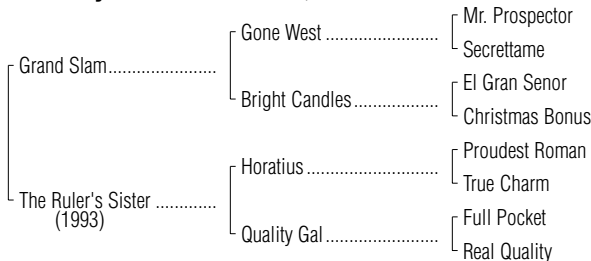 Mr. Prospector
Gone West ....................
Secrettame
Grand Slam.......................
El Gran Senor
Bright Candles..................
Christmas Bonus
Proudest Roman
Horatius ............................
True Charm
The Ruler's Sister .............
(1993)
Full Pocket
Quality Gal ........................
Real Quality